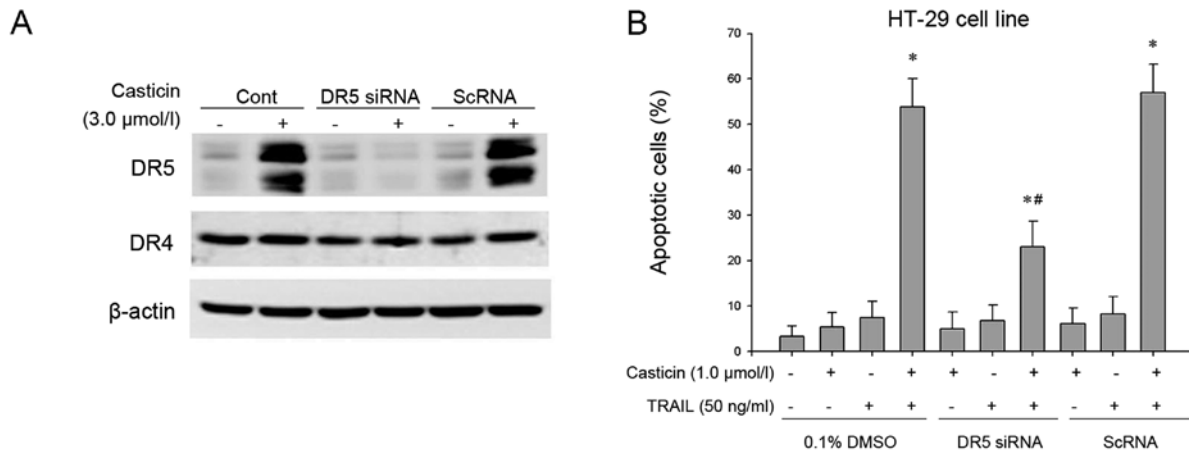 A
Casticin
(3.0 μmol/l)
Cont DR5 siRNA ScRNA
- + - + - +
DR5
DR4
β-actin
B
HT-29 cell line
Apoptotic cells (%)
70
60
50
40
30
20
10
0
* *# *
Casticin (1.0 μmol/l) - + - + + - + + - +
TRAIL (50 ng/ml) - - + + - + + - + +
0.1% DMSO DR5 siRNA ScRNA